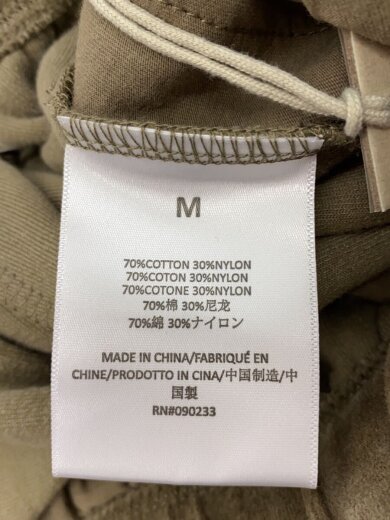 M
70%COTTON 30%NYLON
70%COTON 30%NYLON
70%COTONE 30%NYLON
70%棉 30%尼龙
70%綿 30%ナイロン
MADE IN CHINA/FABRIQUÉ EN
CHINE/PRODOTTO IN CINA/中国制造/中
国製
RN#090233